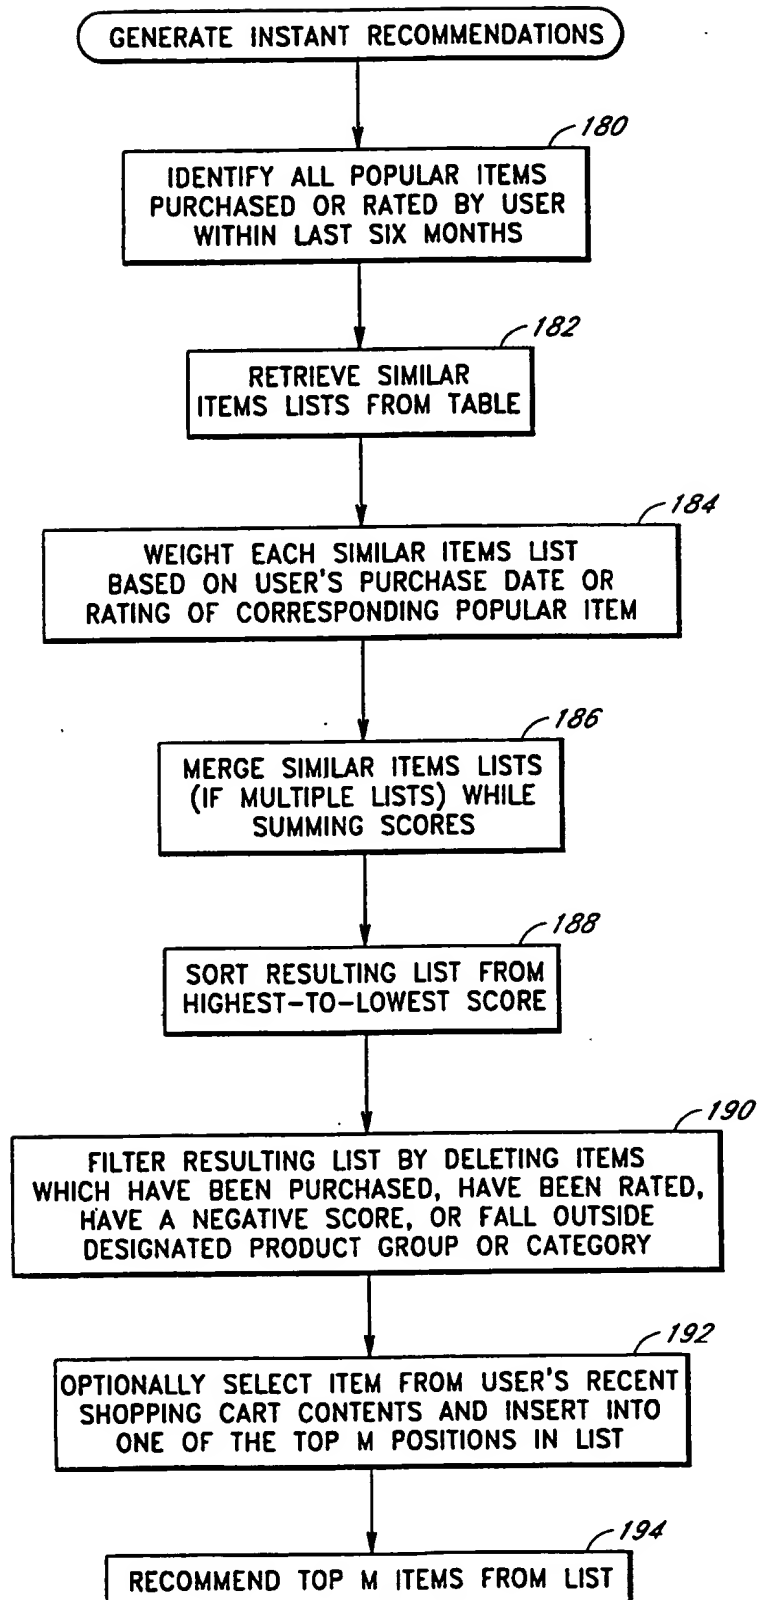 GENERATE INSTANT RECOMMENDATIONS
180
IDENTIFY ALL POPULAR ITEMS
PURCHASED OR RATED BY USER
WITHIN LAST SIX MONTHS
182
RETRIEVE SIMILAR
ITEMS LISTS FROM TABLE
184
WEIGHT EACH SIMILAR ITEMS LIST
BASED ON USER'S PURCHASE DATE OR
RATING OF CORRESPONDING POPULAR ITEM
186
MERGE SIMILAR ITEMS LISTS
(IF MULTIPLE LISTS) WHILE
SUMMING SCORES
188
SORT RESULTING LIST FROM
HIGHEST-TO-LOWEST SCORE
190
FILTER RESULTING LIST BY DELETING ITEMS
WHICH HAVE BEEN PURCHASED, HAVE BEEN RATED,
HAVE A NEGATIVE SCORE, OR FALL OUTSIDE
DESIGNATED PRODUCT GROUP OR CATEGORY
192
OPTIONALLY SELECT ITEM FROM USER'S RECENT
SHOPPING CART CONTENTS AND INSERT INTO
ONE OF THE TOP M POSITIONS IN LIST
194
RECOMMEND TOP M ITEMS FROM LIST